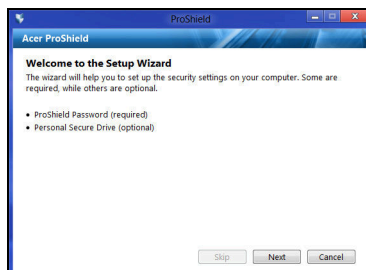 ProShield
Acer ProShield
Welcome to the Setup Wizard
The wizard will help you to set up the security settings on your computer. Some are
required, while others are optional.
• ProShield Password (required)
• Personal Secure Drive (optional)
Skip Next Cancel